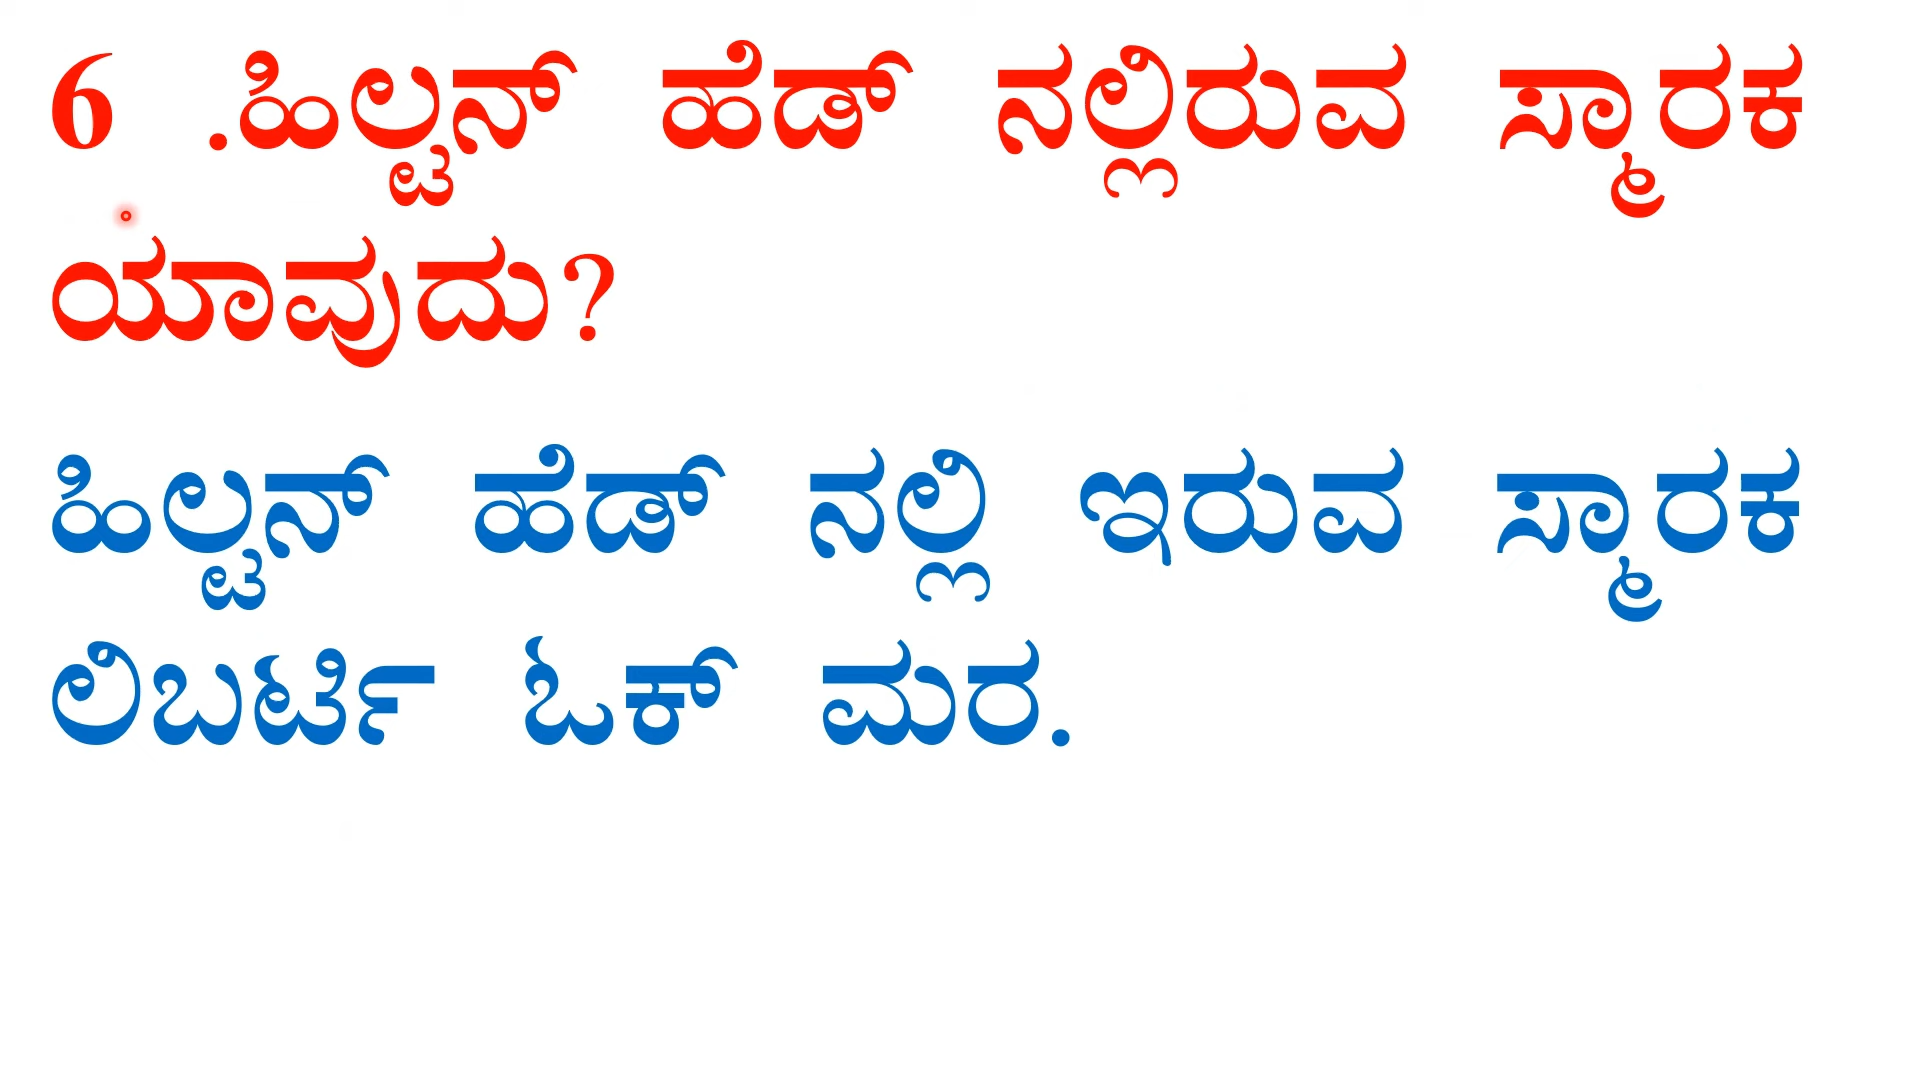 6 .ಹಿಲ್ಟನ್ ಹೆಡ್ ನಲ್ಲಿರುವ ಸ್ಮಾರಕ
ಯಾವುದು?
ಹಿಲ್ಟನ್ ಹೆಡ್ ನಲ್ಲಿ ಇರುವ ಸ್ಮಾರಕ
ಲಿಬರ್ಟಿ ಓಕ್ ಮರ.